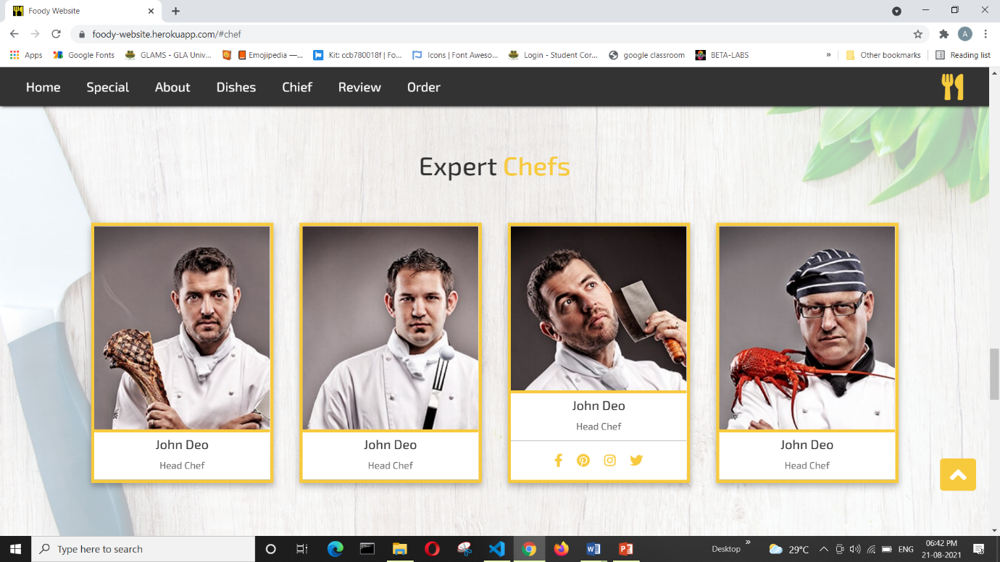 Foody Website
foody-website.herokuapp.com/#chef
A
Apps Google Fonts GLAMS - GLA Univ... Emojipedia —... Kit: ccb780018f | Fo... Icons | Font Aweso... Login - Student Cor... google classroom BETA-LABS » Other bookmarks Reading list
Home Special About Dishes Chief Review Order
Expert Chefs
John Deo
Head Chef
John Deo
Head Chef
John Deo
Head Chef
John Deo
Head Chef
Type here to search
Desktop
29°C
ENG
06:42 PM
21-08-2021